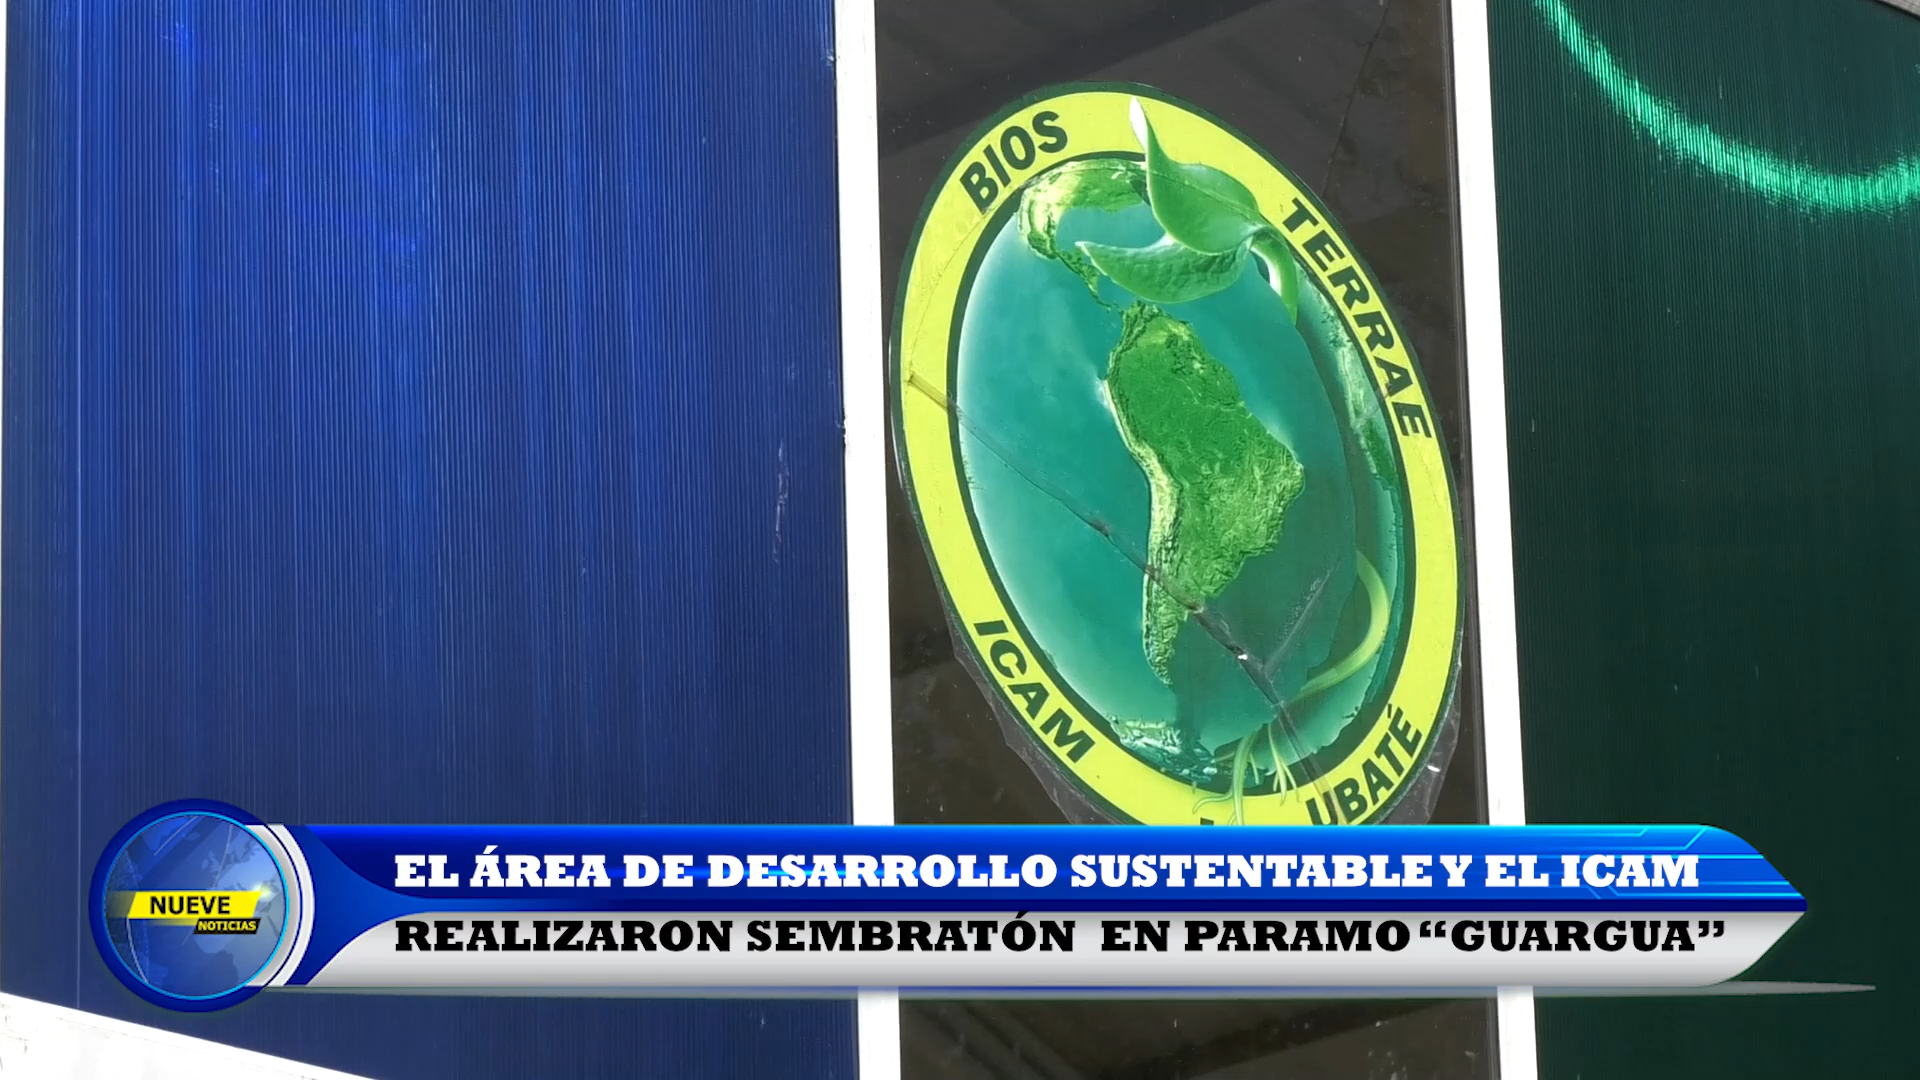 BIOS
TERRAE
ICAM
UBATÉ
NUEVE
NOTICIAS
EL ÁREA DE DESARROLLO SUSTENTABLE Y EL ICAM
REALIZARON SEMBRATÓN EN PARAMO “GUARGUA”